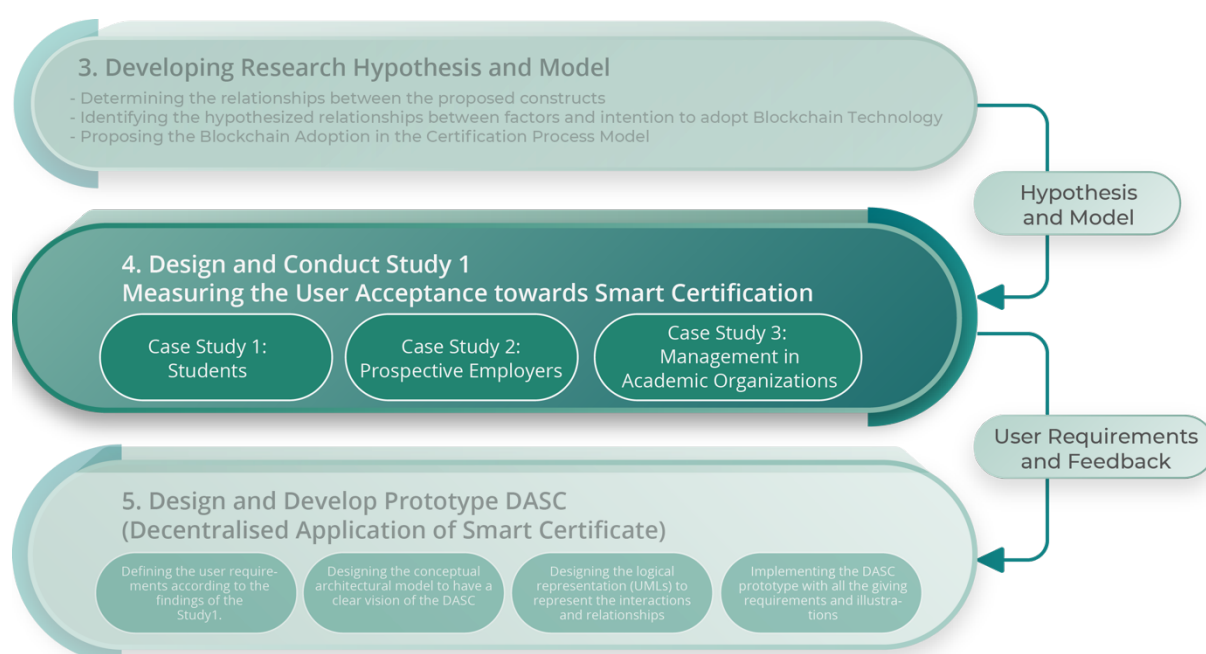 3. Developing Research Hypothesis and Model
- Determining the relationships between the proposed constructs
- Identifying the hypothesized relationships between factors and intention to adopt Blockchain Technology
- Proposing the Blockchain Adoption in the Certification Process Model
Hypothesis
and Model
4. Design and Conduct Study 1
Measuring the User Acceptance towards Smart Certification
Case Study 1:
Students
Case Study 2:
Prospective Employers
Case Study 3:
Management in
Academic Organizations
User Requirements
and Feedback
5. Design and Develop Prototype DASC
(Decentralised Application of Smart Certificate)
Defining the user require-
ments according to the
findings of the
Study1.
Designing the conceptual
architectural model to have a
clear vision of the DASC
Designing the logical
representation (UMLs) to
represent the interactions
and relationships
Implementing the DASC
prototype with all the giving
requirements and illustra-
tions